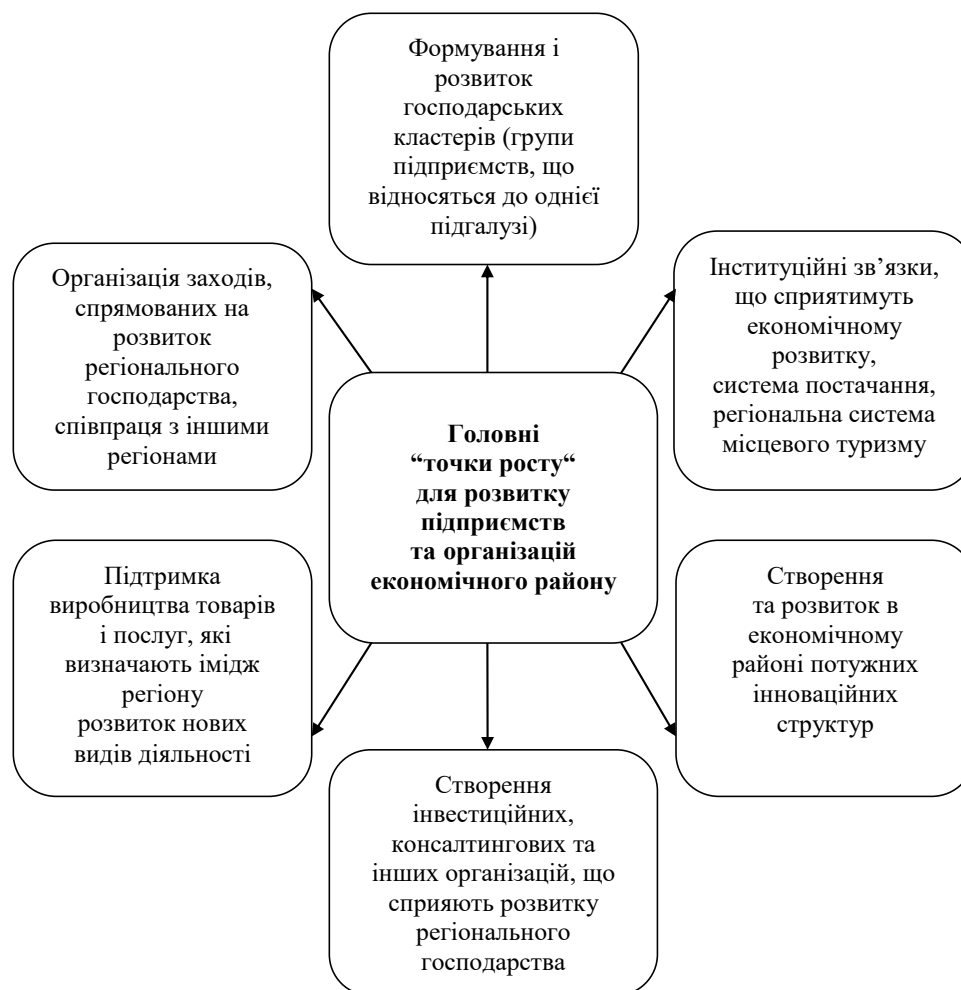 Формування і
розвиток
господарських
кластерів (групи
підприємств, що
відносяться до однієї
підгалузі)
Організація заходів,
спрямованих на
розвиток
регіонального
господарства,
співпраця з іншими
регіонами
Інституційні зв’язки,
що сприятимуть
економічному
розвитку,
система постачання,
регіональна система
місцевого туризму
Головні
“точки росту“
для розвитку
підприємств
та організацій
економічного району
Підтримка
виробництва товарів
і послуг, які
визначають імідж
регіону
розвиток нових
видів діяльності
Створення
та розвиток в
економічному
районі потужних
інноваційних
структур
Створення
інвестиційних,
консалтингових та
інших організацій, що
сприяють розвитку
регіонального
господарства